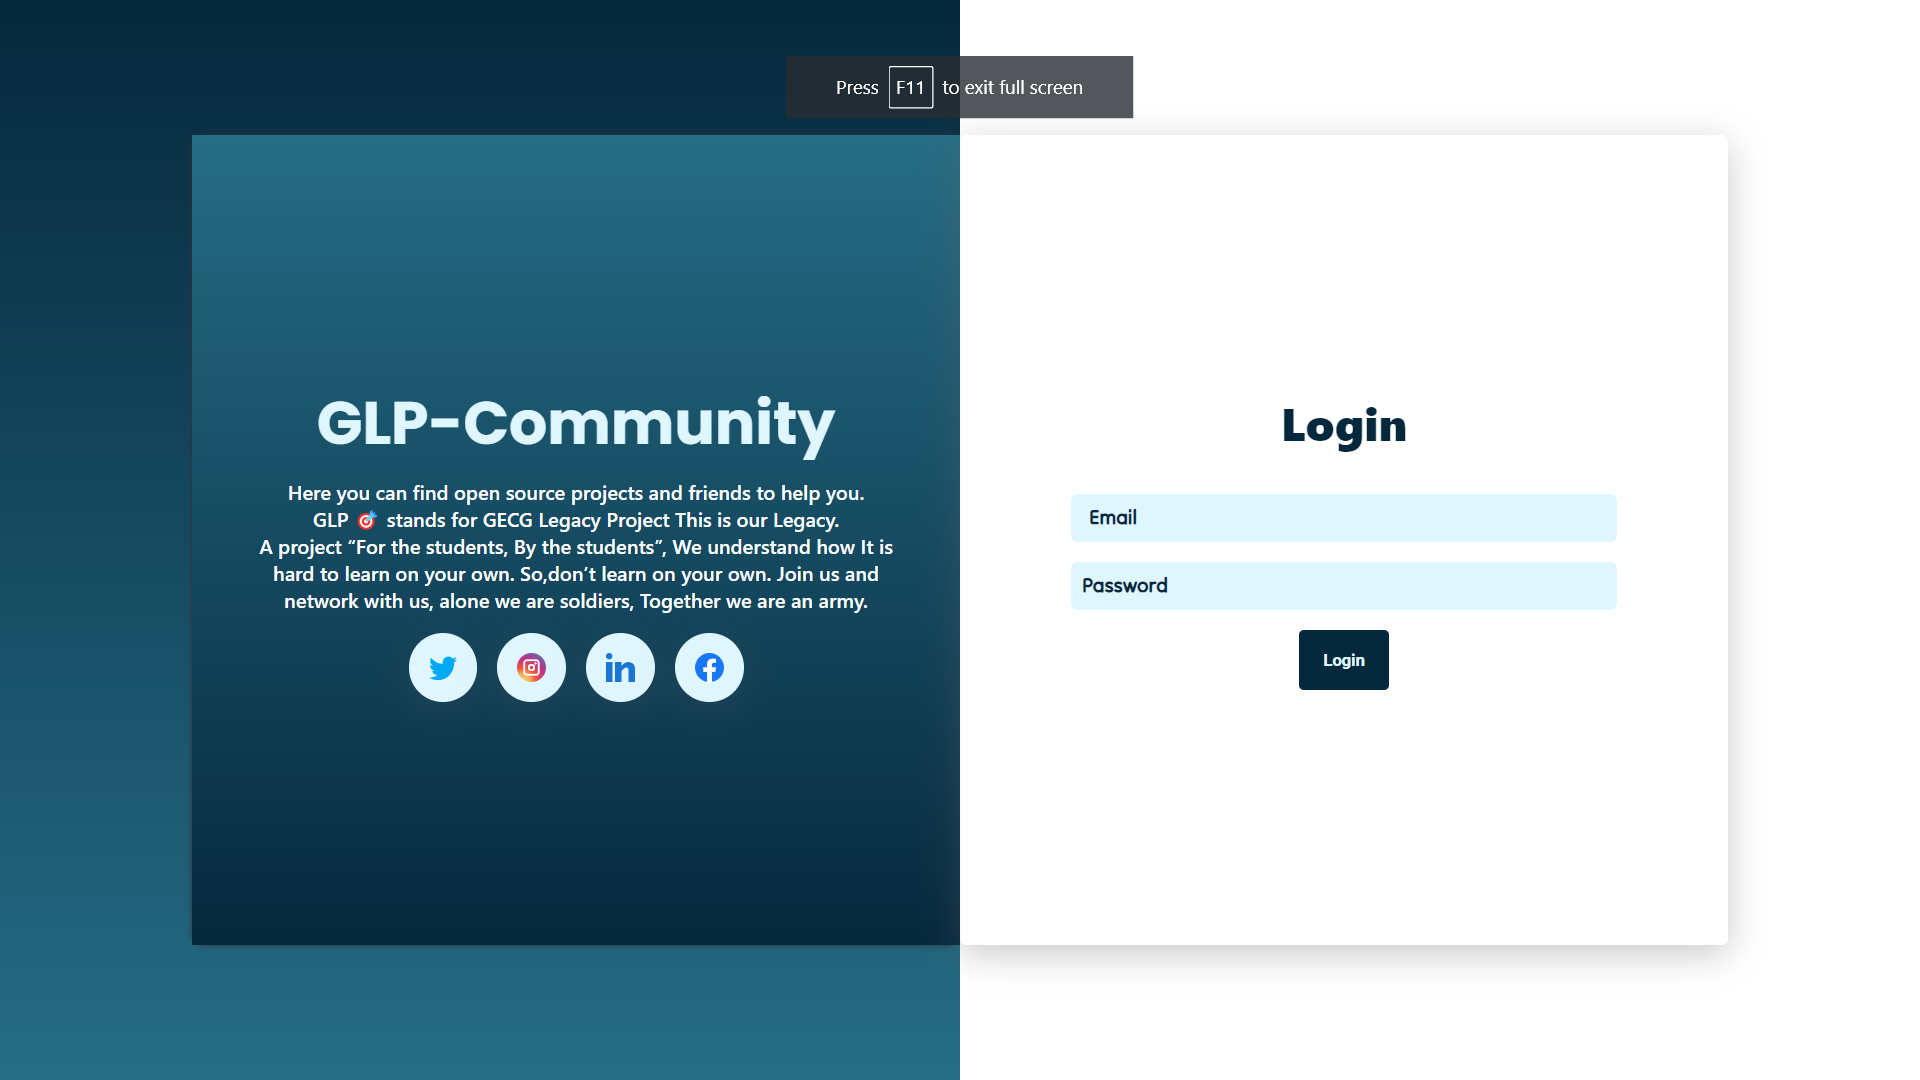 Press F11 to exit full screen
GLP-Community
Here you can find open source projects and friends to help you.
GLP 🎯 stands for GECG Legacy Project This is our Legacy.
A project “For the students, By the students”, We understand how It is
hard to learn on your own. So,don’t learn on your own. Join us and
network with us, alone we are soldiers, Together we are an army.
Login
Email
Password
Login